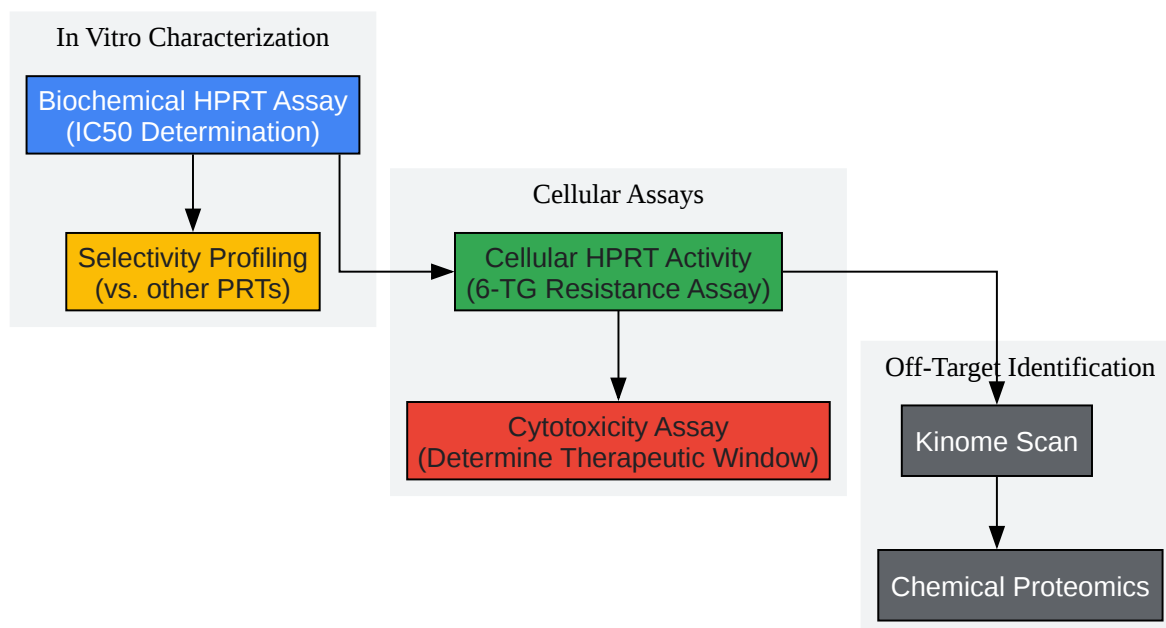 In Vitro Characterization
Biochemical HPRT Assay
(IC50 Determination)
Selectivity Profiling
(vs. other PRTs)
Cellular Assays
Cellular HPRT Activity
(6-TG Resistance Assay)
Cytotoxicity Assay
(Determine Therapeutic Window)
Off-Target Identification
Kinome Scan
Chemical Proteomics